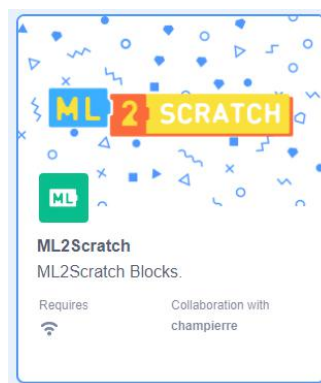 ML 2 SCRATCH
ML
ML2Scratch
ML2Scratch Blocks.
Requires Collaboration with
champierre